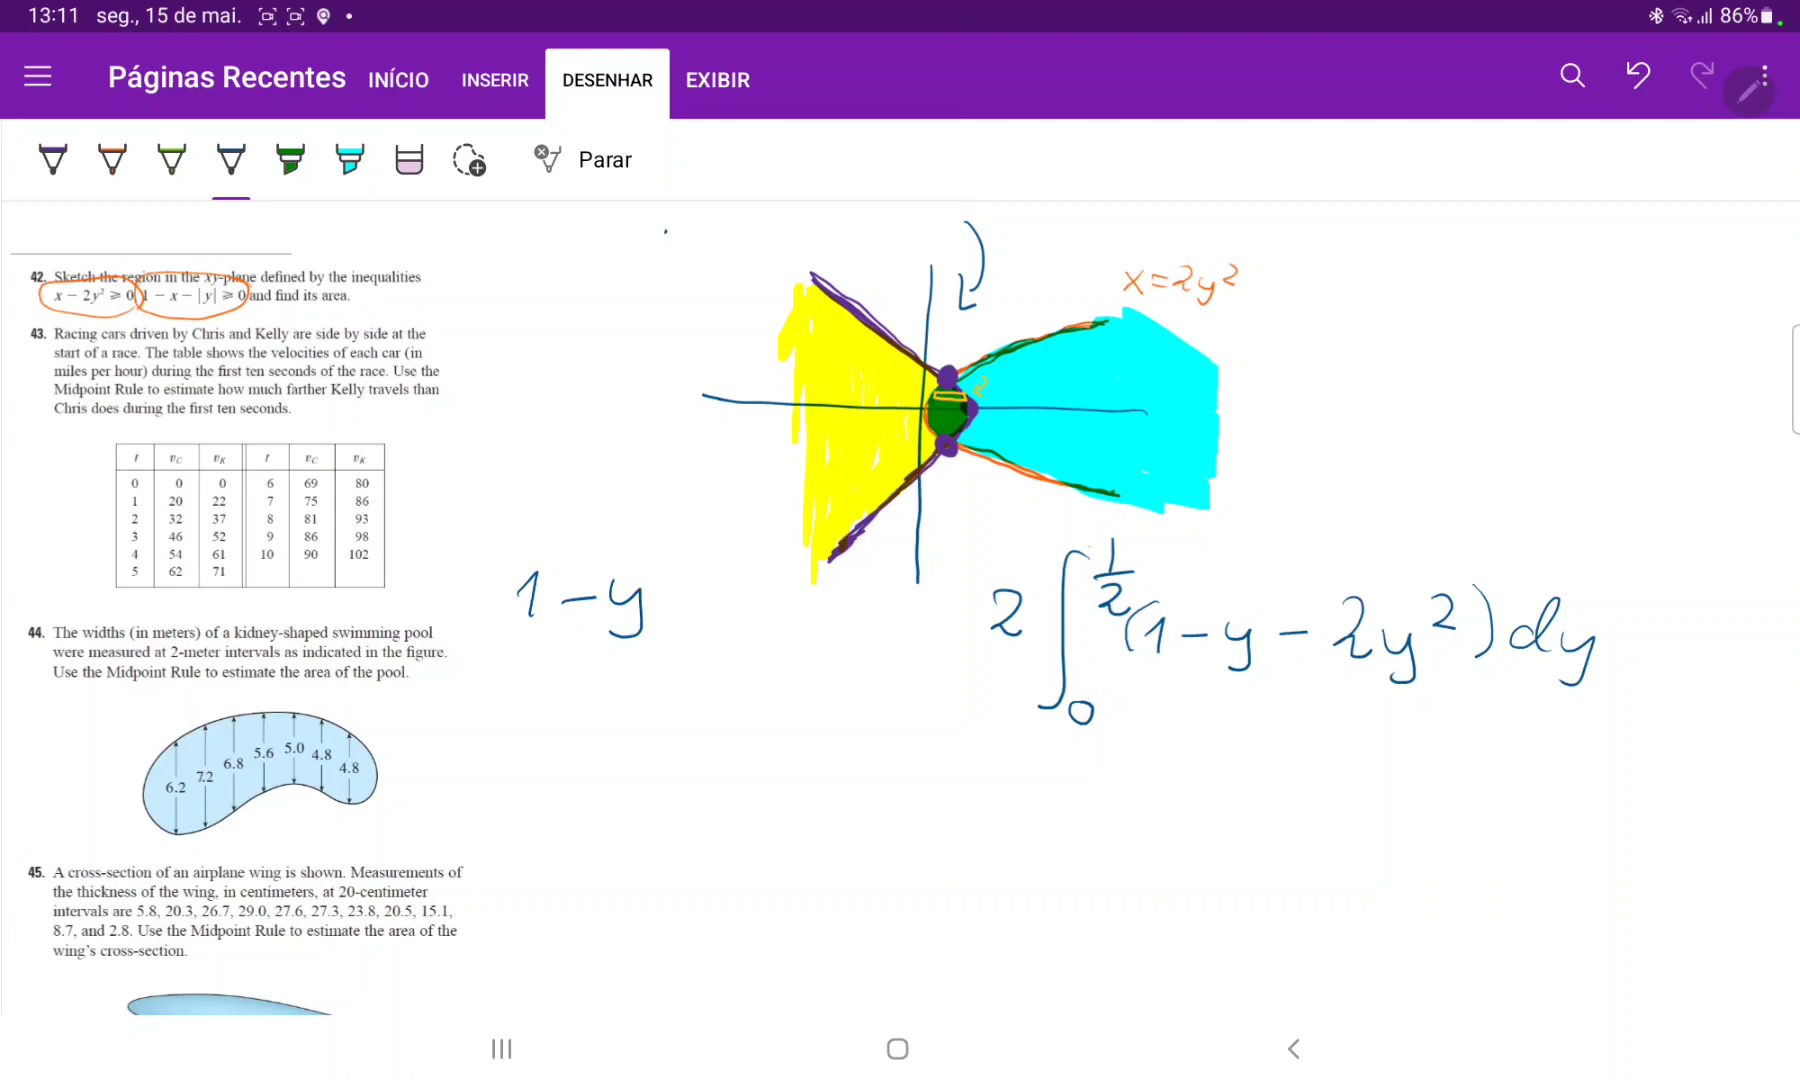 13:11 seg., 15 de mai. • 86%
Páginas Recentes INÍCIO INSERIR DESENHAR EXIBIR
Parar
42. Sketch the region in the xy-plane defined by the inequalities
x − 2y² ≥ 0, 1 − x − |y| ≥ 0 and find its area.
43. Racing cars driven by Chris and Kelly are side by side at the
start of a race. The table shows the velocities of each car (in
miles per hour) during the first ten seconds of the race. Use the
Midpoint Rule to estimate how much farther Kelly travels than
Chris does during the first ten seconds.
t v_C v_K t v_C v_K
0 0 0 6 69 80
1 20 22 7 75 86
2 32 37 8 81 93
3 46 52 9 86 98
4 54 61 10 90 102
5 62 71
44. The widths (in meters) of a kidney-shaped swimming pool
were measured at 2-meter intervals as indicated in the figure.
Use the Midpoint Rule to estimate the area of the pool.
6.2 7.2 6.8 5.6 5.0 4.8 4.8
45. A cross-section of an airplane wing is shown. Measurements of
the thickness of the wing, in centimeters, at 20-centimeter
intervals are 5.8, 20.3, 26.7, 29.0, 27.6, 27.3, 23.8, 20.5, 15.1,
8.7, and 2.8. Use the Midpoint Rule to estimate the area of the
wing's cross-section.
x = 2y²
1 − y
2 ∫₀^{1/2} (1 − y − 2y²) dy